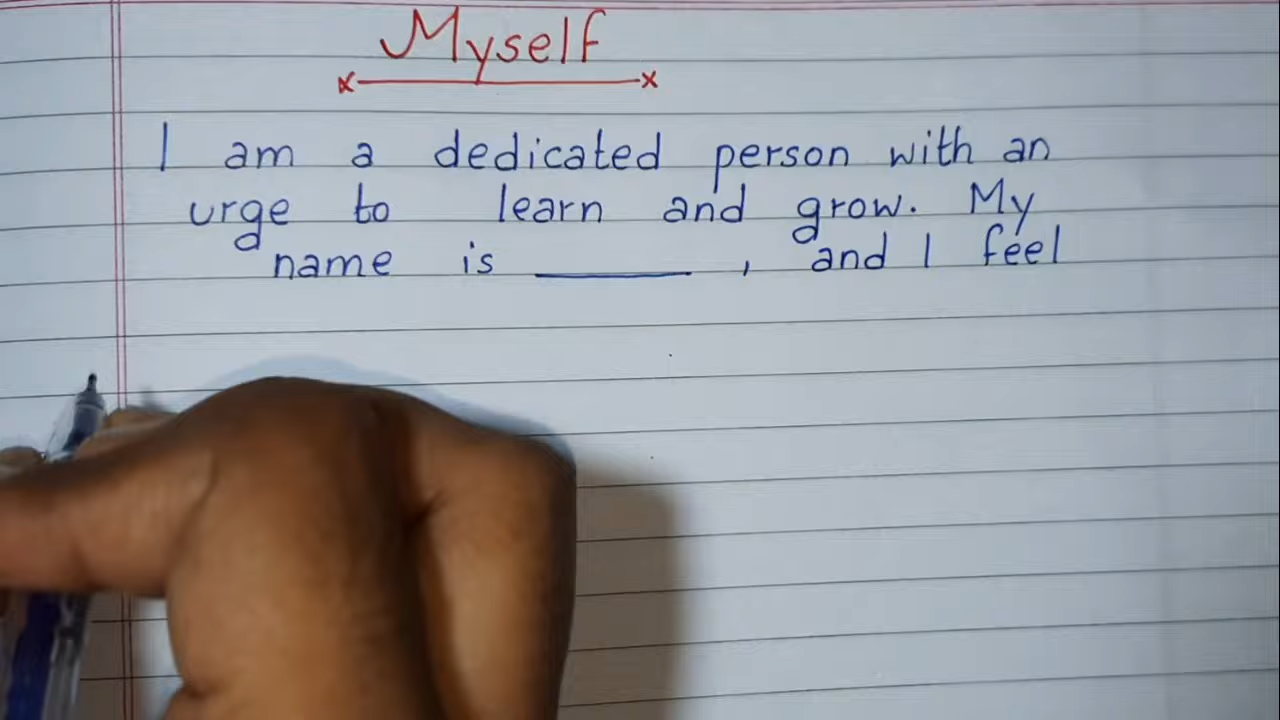 Myself
I am a dedicated person with an
urge to learn and grow. My
name is ______ , and I feel